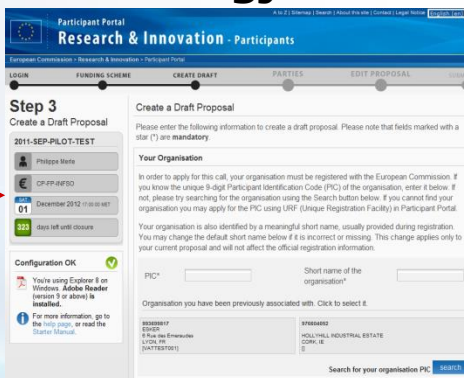 A to Z | Sitemap | Search | About this site | Contact | Legal Notice English (en)
Participant Portal
Research & Innovation - Participants
European Commission > Research & Innovation > Participant Portal
LOGIN FUNDING SCHEME CREATE DRAFT PARTIES EDIT PROPOSAL
Step 3
Create a Draft Proposal
2011-SEP-PILOT-TEST
Philippe Merle
CP-FP-INFSO
SAT 01 December 2012 17:00:00 MET
323 days left until closure
Configuration OK
You're using Explorer 8 on
Windows. Adobe Reader
(version 9 or above) is
installed.
For more information, go to
the help page, or read the
Starter Manual.
Create a Draft Proposal
Please enter the following information to create a draft proposal. Please note that fields marked with a
star (*) are mandatory.
Your Organisation
In order to apply for this call, your organisation must be registered with the European Commission. If
you know the unique 9-digit Participant Identification Code (PIC) of the organisation, enter it below. If
not, please try searching for the organisation using the Search button below. If you cannot find your
organisation you may apply for the PIC using URF (Unique Registration Facility) in Participant Portal.
Your organisation is also identified by a meaningful short name, usually provided during registration.
You may change the default short name below if it is incorrect or missing. This change applies only to
your current proposal and will not affect the official registration information.
PIC* Short name of the
organisation*
Organisation you have been previously associated with. Click to select it.
ESKER
LYON, FR
[VATTEST001]
HOLLYHILL INDUSTRIAL ESTATE
CORK, IE
[]
Search for your organisation PIC search